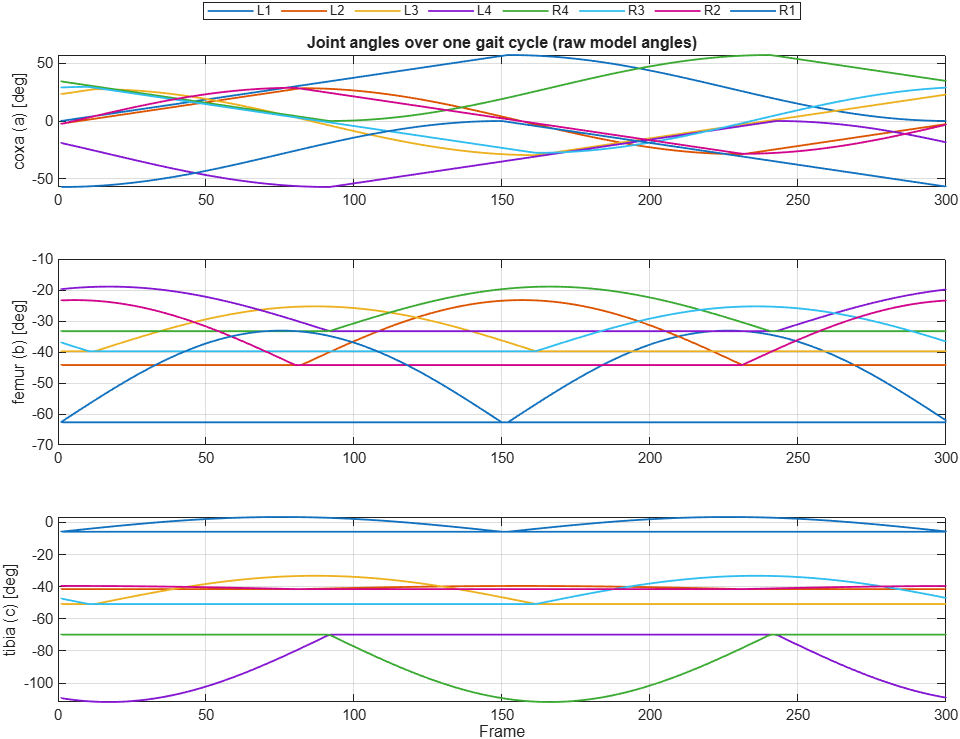 L1 L2 L3 L4 R4 R3 R2 R1
Joint angles over one gait cycle (raw model angles)
coxa (a) [deg]
50
0
-50
0 50 100 150 200 250 300
femur (b) [deg]
-10
-20
-30
-40
-50
-60
-70
0 50 100 150 200 250 300
tibia (c) [deg]
0
-20
-40
-60
-80
-100
0 50 100 150 200 250 300
Frame